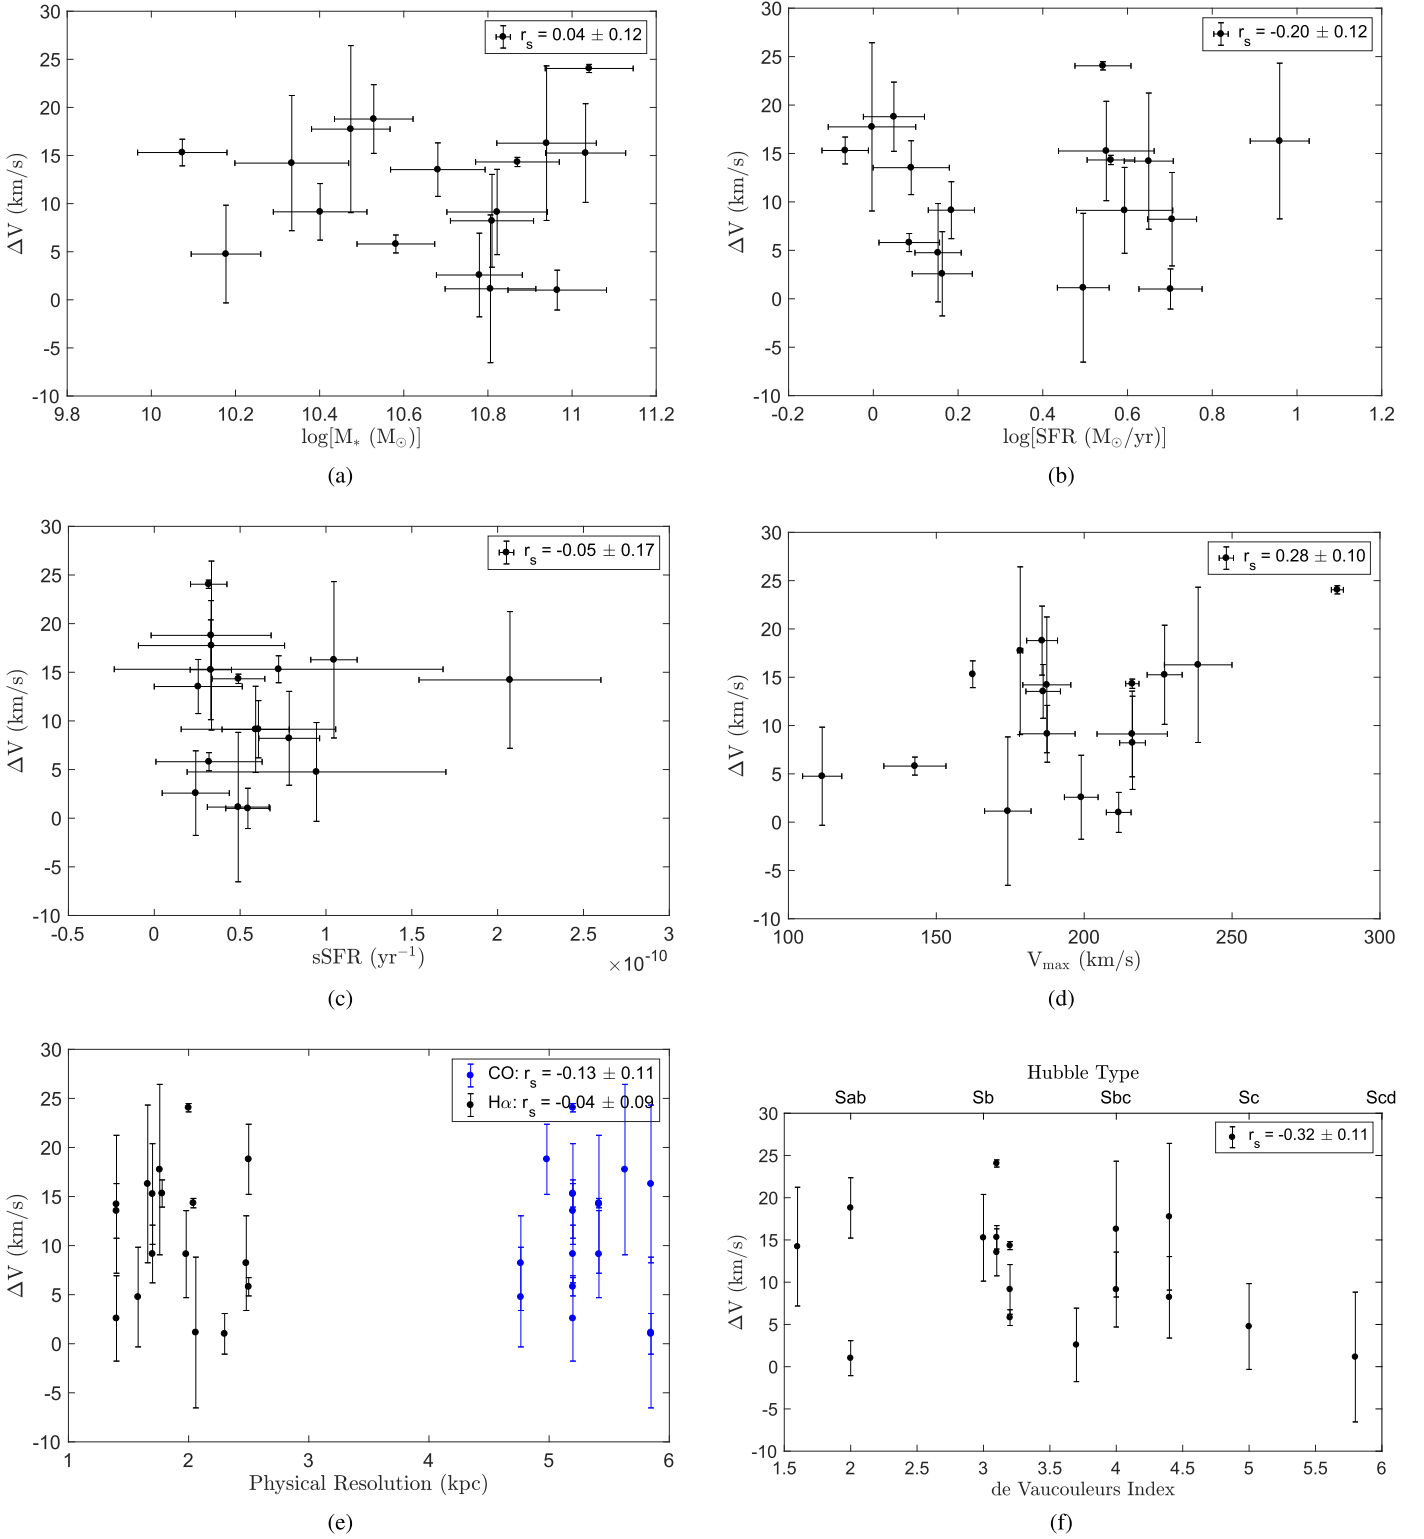 r_s = 0.04 ± 0.12
30
25
20
15
10
5
0
-5
-10
ΔV (km/s)
9.8 10 10.2 10.4 10.6 10.8 11 11.2
log[M_* (M_⊙)]
(a)
r_s = -0.20 ± 0.12
30
25
20
15
10
5
0
-5
-10
ΔV (km/s)
-0.2 0 0.2 0.4 0.6 0.8 1 1.2
log[SFR (M_⊙/yr)]
(b)
r_s = -0.05 ± 0.17
30
25
20
15
10
5
0
-5
-10
ΔV (km/s)
-0.5 0 0.5 1 1.5 2 2.5 3
sSFR (yr⁻¹)
×10⁻¹⁰
(c)
r_s = 0.28 ± 0.10
30
25
20
15
10
5
0
-5
-10
ΔV (km/s)
100 150 200 250 300
V_max (km/s)
(d)
CO: r_s = -0.13 ± 0.11
Hα: r_s = -0.04 ± 0.09
30
25
20
15
10
5
0
-5
-10
ΔV (km/s)
1 2 3 4 5 6
Physical Resolution (kpc)
(e)
Hubble Type
Sab Sb Sbc Sc Scd
r_s = -0.32 ± 0.11
30
25
20
15
10
5
0
-5
-10
ΔV (km/s)
1.5 2 2.5 3 3.5 4 4.5 5 5.5 6
de Vaucouleurs Index
(f)